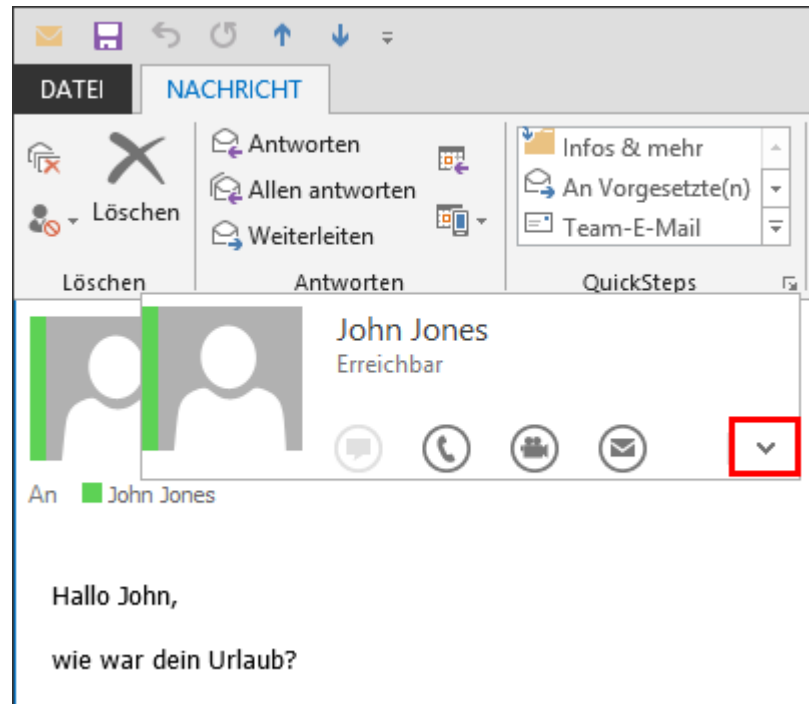 DATEI NACHRICHT
Antworten
Allen antworten
Weiterleiten
Löschen
Infos & mehr
An Vorgesetzte(n)
Team-E-Mail
Löschen Antworten QuickSteps
John Jones
Erreichbar
An John Jones
Hallo John,
wie war dein Urlaub?